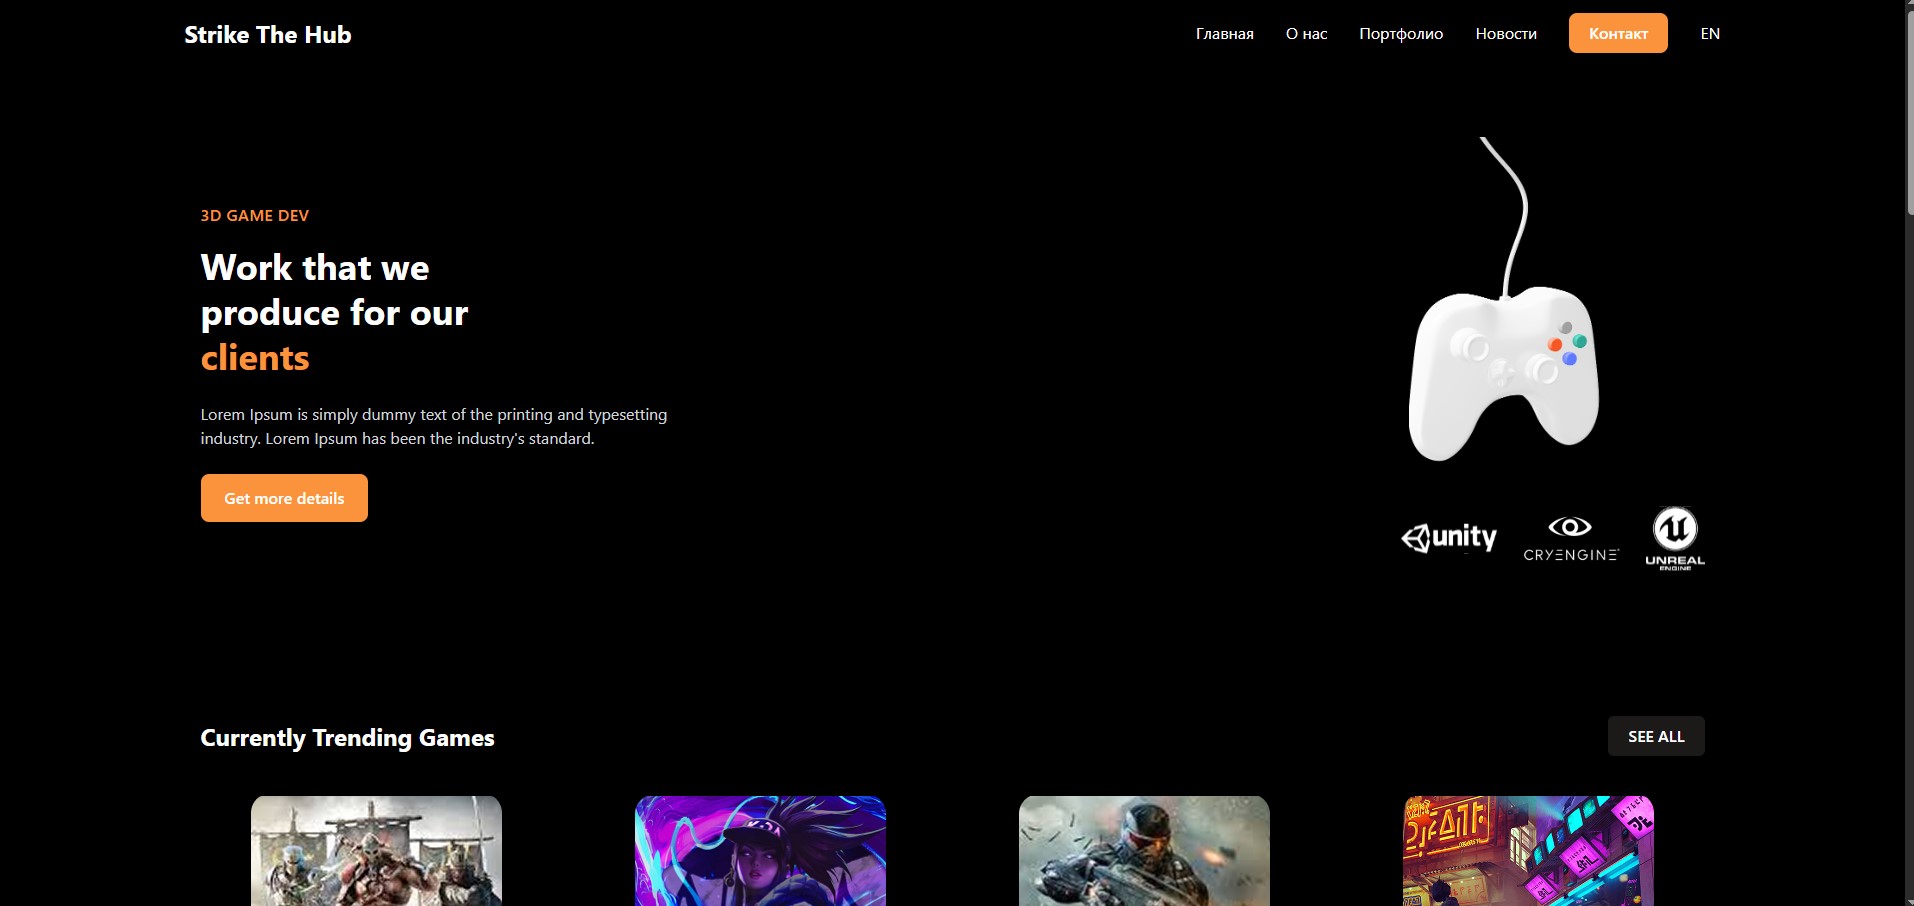 Strike The Hub
Главная
О нас
Портфолио
Новости
Контакт
EN
3D GAME DEV
Work that we
produce for our
clients
Lorem Ipsum is simply dummy text of the printing and typesetting
industry. Lorem Ipsum has been the industry's standard.
Get more details
unity
CRYENGINE
UNREAL
ENGINE
Currently Trending Games
SEE ALL